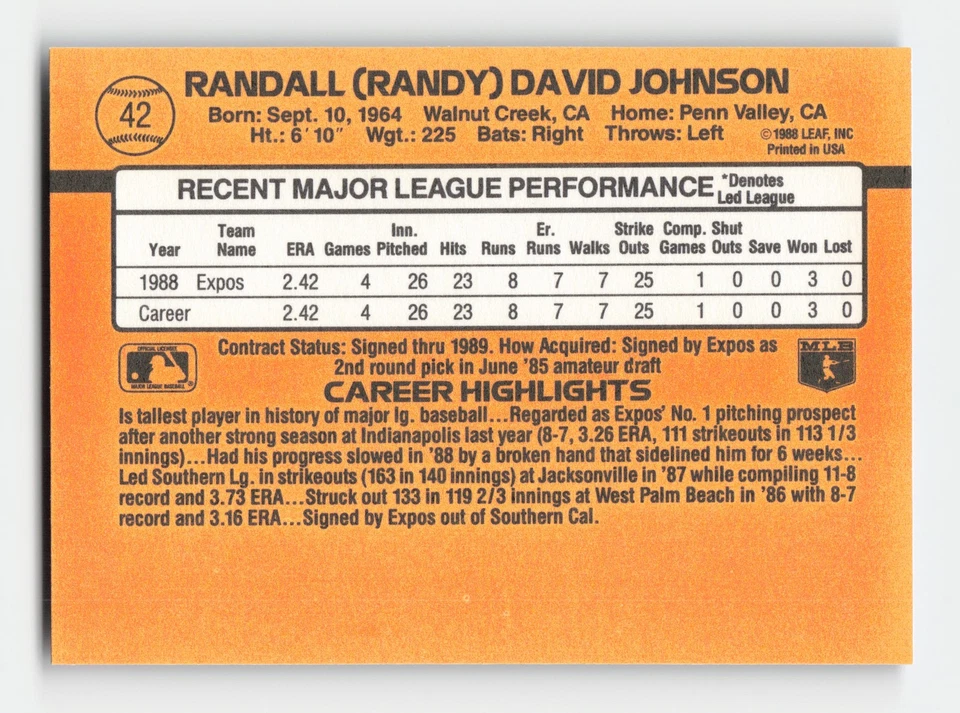 42
RANDALL (RANDY) DAVID JOHNSON
Born: Sept. 10, 1964 Walnut Creek, CA Home: Penn Valley, CA
Ht.: 6'10" Wgt.: 225 Bats: Right Throws: Left
©1988 LEAF, INC
Printed in USA
RECENT MAJOR LEAGUE PERFORMANCE *Denotes Led League
Year Team Name ERA Games Inn. Pitched Hits Runs Er. Runs Walks Strike Outs Comp. Games Shut Outs Save Won Lost
1988 Expos 2.42 4 26 23 8 7 7 25 1 0 0 3 0
Career 2.42 4 26 23 8 7 7 25 1 0 0 3 0
OFFICIAL LICENSEE
MAJOR LEAGUE BASEBALL
Contract Status: Signed thru 1989. How Acquired: Signed by Expos as
2nd round pick in June '85 amateur draft
MLB
CAREER HIGHLIGHTS
Is tallest player in history of major lg. baseball...Regarded as Expos' No. 1 pitching prospect
after another strong season at Indianapolis last year (8-7, 3.26 ERA, 111 strikeouts in 113 1/3
innings)...Had his progress slowed in '88 by a broken hand that sidelined him for 6 weeks...
Led Southern Lg. in strikeouts (163 in 140 innings) at Jacksonville in '87 while compiling 11-8
record and 3.73 ERA...Struck out 133 in 119 2/3 innings at West Palm Beach in '86 with 8-7
record and 3.16 ERA...Signed by Expos out of Southern Cal.